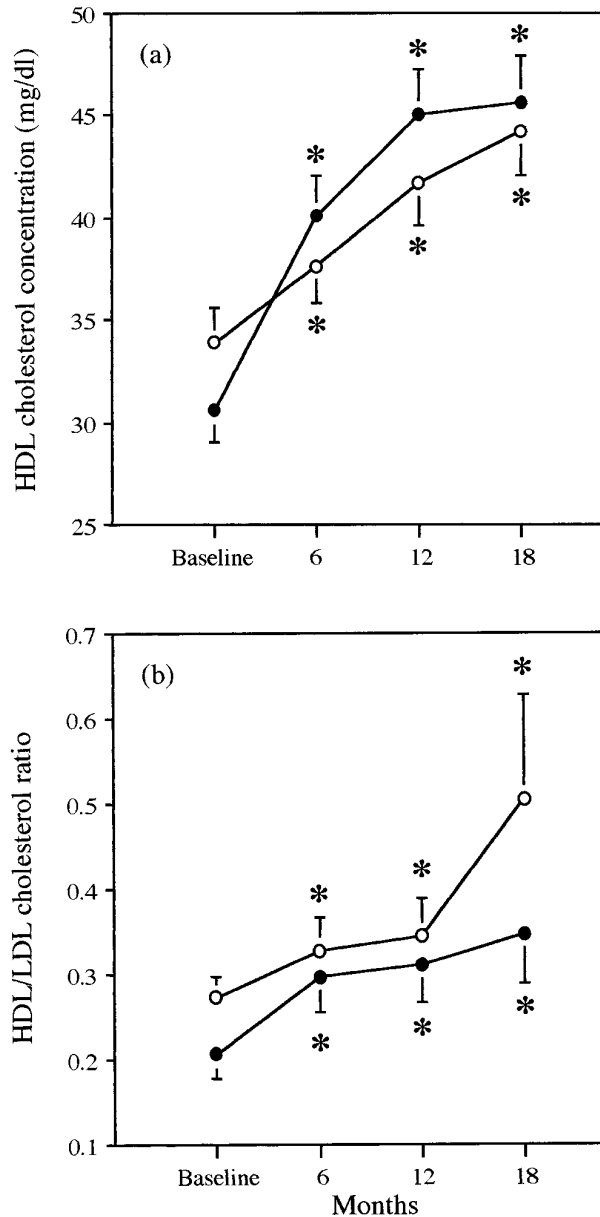 (a)
HDL cholesterol concentration (mg/dl)
50
45
40
35
30
25
* * *
* * *
Baseline 6 12 18
(b)
HDL/LDL cholesterol ratio
0.7
0.6
0.5
0.4
0.3
0.2
0.1
* * *
* * *
Baseline 6 12 18
Months